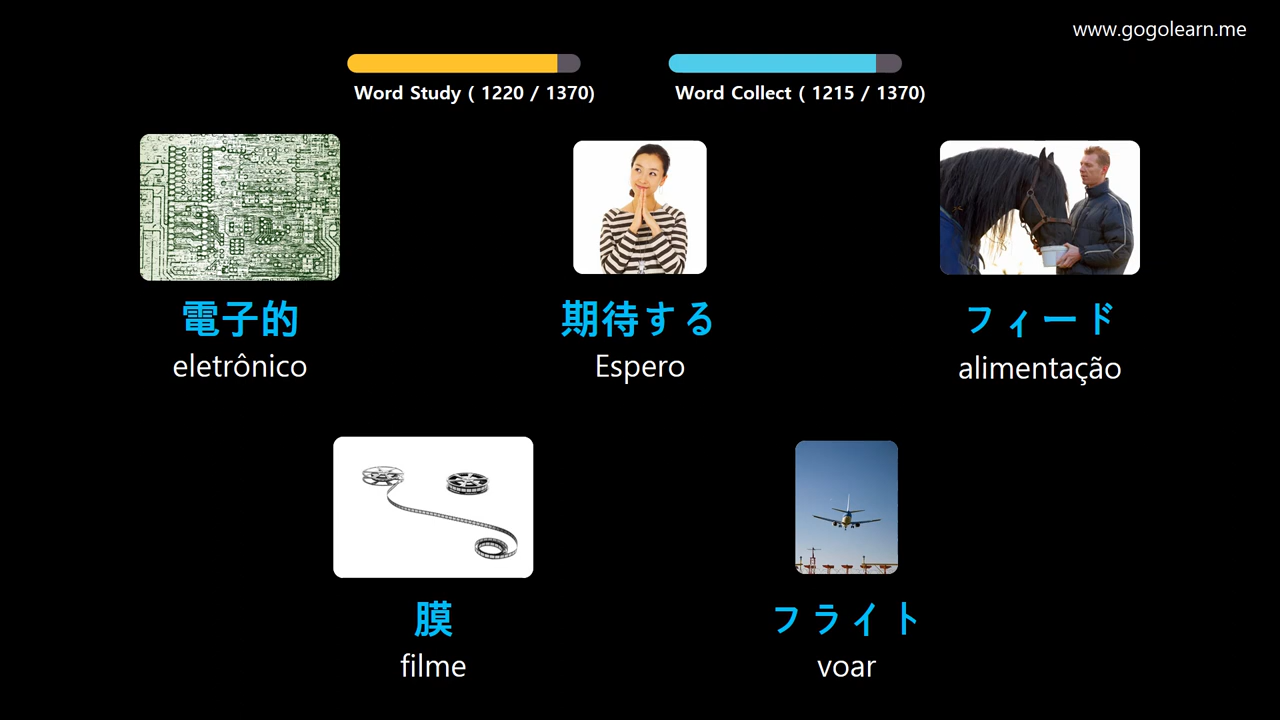 www.gogolearn.me
Word Study ( 1220 / 1370)
Word Collect ( 1215 / 1370)
電子的
eletrônico
期待する
Espero
フィード
alimentação
膜
filme
フライト
voar